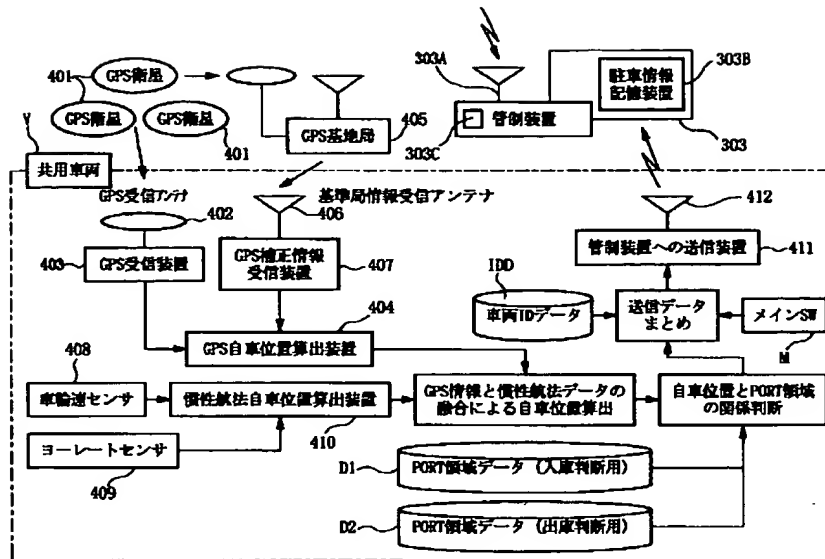 401
GPS衛星
GPS衛星
GPS衛星
401
V
共用車両
GPS基地局
405
303A
303B
駐車情報
記憶装置
管制装置
303C
303
GPS受信アンテナ
402
基準局情報受信アンテナ
406
412
403
GPS受信装置
GPS補正情報
受信装置
407
管制装置への送信装置
411
IDD
車両IDデータ
送信データ
まとめ
メインSW
M
404
GPS自車位置算出装置
408
車輪速センサ
慣性航法自車位置算出装置
410
GPS情報と慣性航法データの
融合による自車位置算出
自車位置とPORT領域
の関係判断
ヨーレートセンサ
409
D1
PORT領域データ（入庫判断用）
D2
PORT領域データ（出庫判断用）